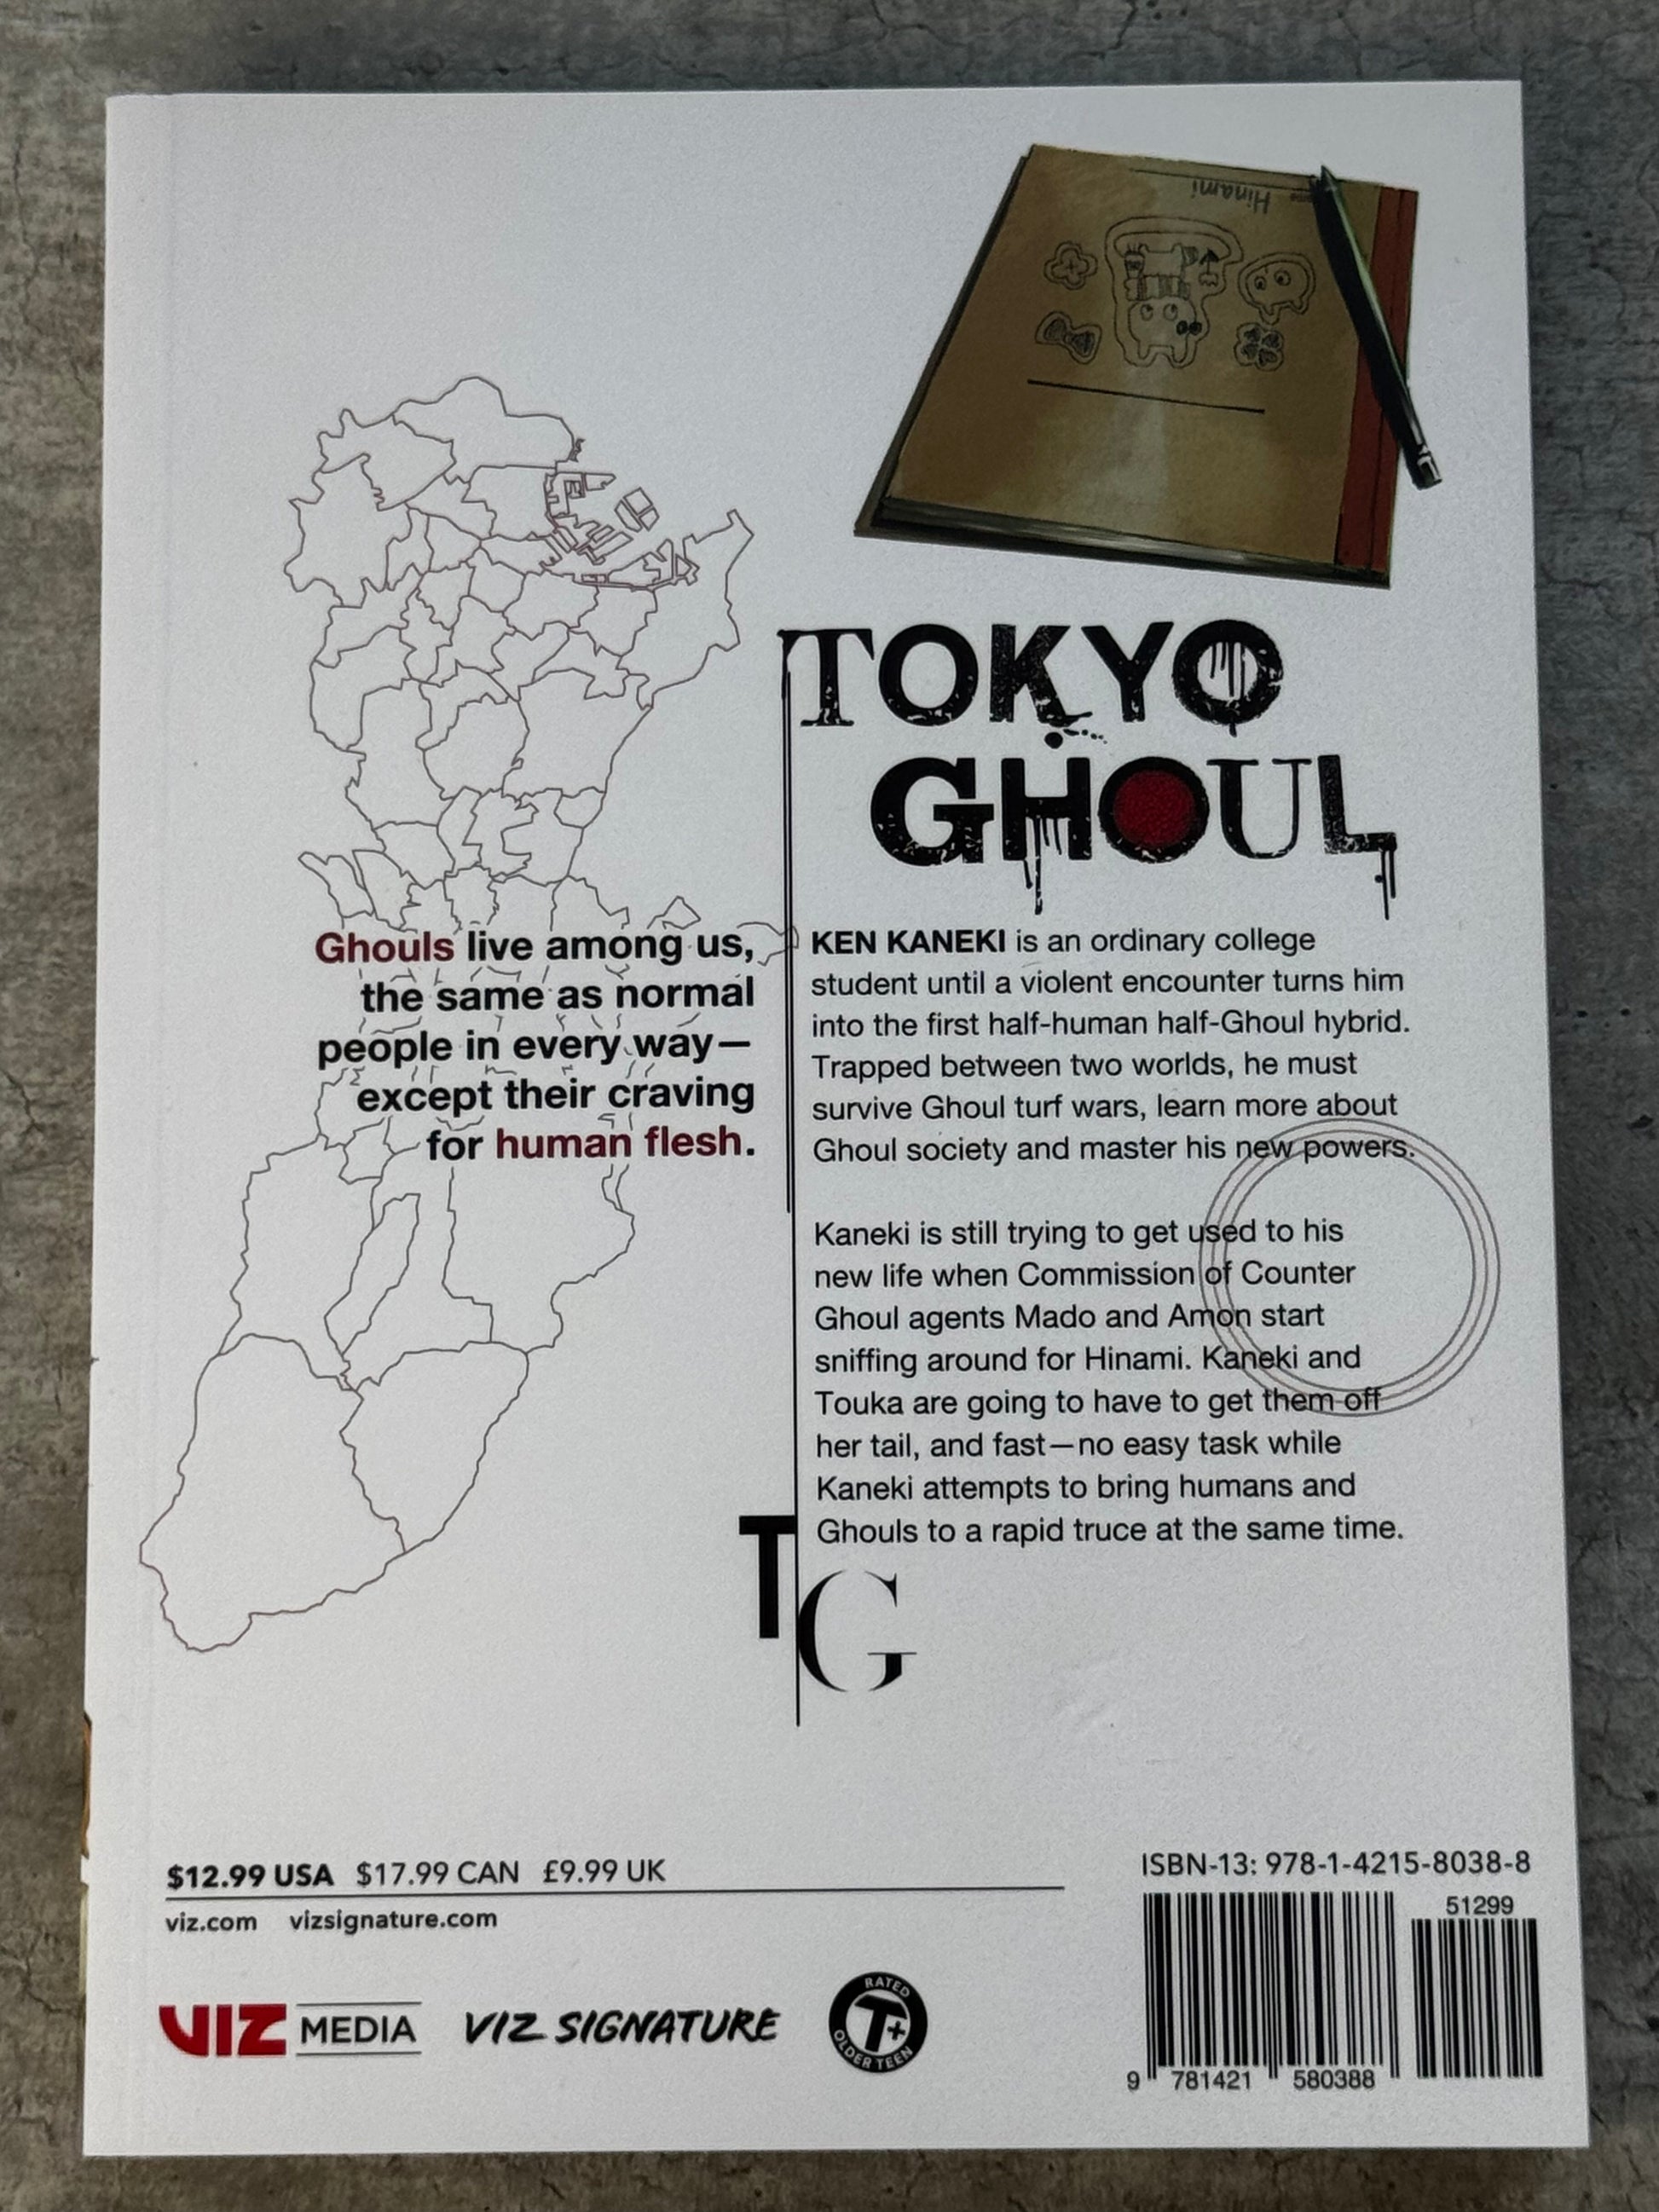 Hinami
TOKYO
GHOUL
Ghouls live among us,
the same as normal
people in every way—
except their craving
for human flesh.
KEN KANEKI is an ordinary college
student until a violent encounter turns him
into the first half-human half-Ghoul hybrid.
Trapped between two worlds, he must
survive Ghoul turf wars, learn more about
Ghoul society and master his new powers.
Kaneki is still trying to get used to his
new life when Commission of Counter
Ghoul agents Mado and Amon start
sniffing around for Hinami. Kaneki and
Touka are going to have to get them off
her tail, and fast—no easy task while
Kaneki attempts to bring humans and
Ghouls to a rapid truce at the same time.
TG
$12.99 USA $17.99 CAN £9.99 UK
viz.com vizsignature.com
VIZ MEDIA
VIZ SIGNATURE
RATED
T+
OLDER TEEN
ISBN-13: 978-1-4215-8038-8
51299
9 781421 580388